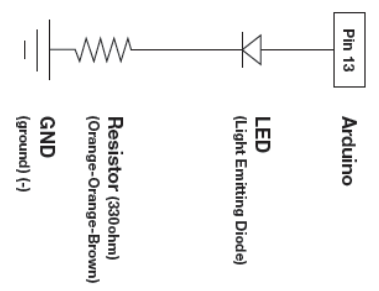 Pin 13
Arduino
LED
(Light Emitting Diode)
Resistor (330ohm)
(Orange-Orange-Brown)
GND
(ground) (-)